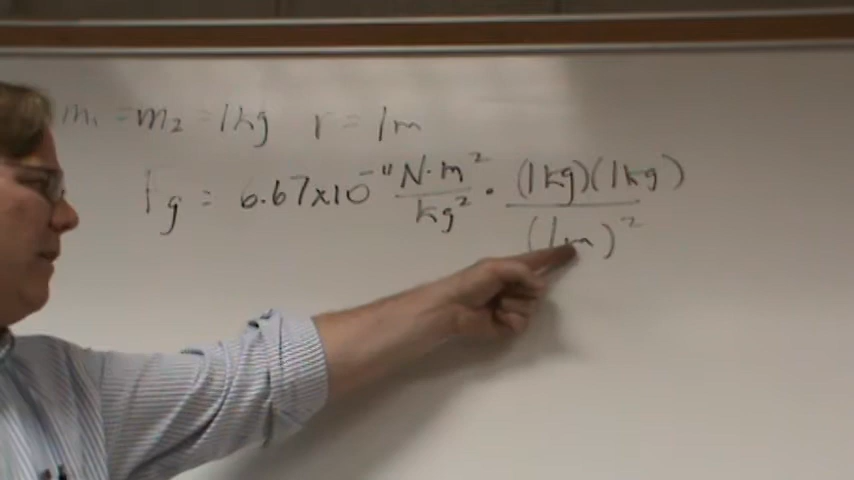 m₁ = m₂ = 1kg r = 1m
Fg = 6.67x10⁻¹¹ N·m²/kg² · (1kg)(1kg)/(1m)²